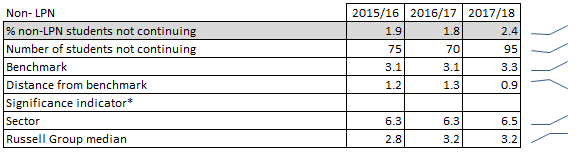 Non- LPN 2015/16 2016/17 2017/18
% non-LPN students not continuing 1.9 1.8 2.4
Number of students not continuing 75 70 95
Benchmark 3.1 3.1 3.3
Distance from benchmark 1.2 1.3 0.9
Significance indicator*
Sector 6.3 6.3 6.5
Russell Group median 2.8 3.2 3.2